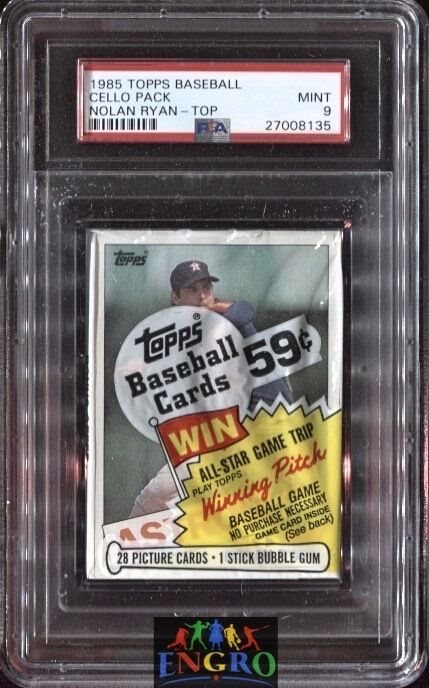 1985 TOPPS BASEBALL
CELLO PACK MINT
NOLAN RYAN – TOP 9
PSA 27008135
Topps
Topps®
Baseball
Cards
59¢
WIN
ALL-STAR GAME TRIP
PLAY TOPPS
Winning Pitch
BASEBALL GAME
NO PURCHASE NECESSARY
GAME CARD INSIDE
(See back)
AS
28 PICTURE CARDS • 1 STICK BUBBLE GUM
ENGRO